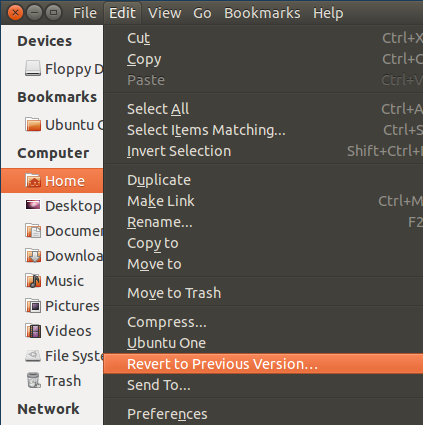 File Edit View Go Bookmarks Help
Devices
Floppy D
Bookmarks
Ubuntu O
Computer
Home
Desktop
Documen
Downloa
Music
Pictures
Videos
File Syste
Trash
Network
Cut Ctrl+X
Copy Ctrl+C
Paste Ctrl+V
Select All Ctrl+A
Select Items Matching... Ctrl+S
Invert Selection Shift+Ctrl+I
Duplicate
Make Link Ctrl+M
Rename... F2
Copy to
Move to
Move to Trash
Compress...
Ubuntu One
Revert to Previous Version...
Send To...
Preferences